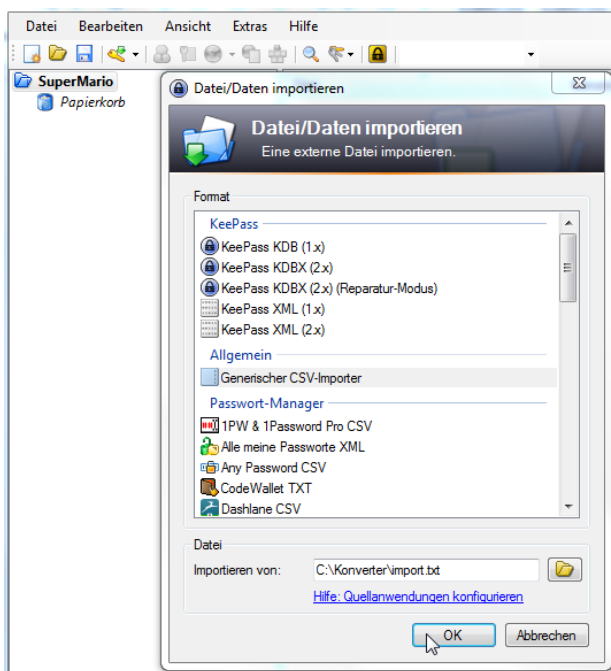 Datei Bearbeiten Ansicht Extras Hilfe
SuperMario
Papierkorb
Datei/Daten importieren
Datei/Daten importieren
Eine externe Datei importieren.
Format
KeePass
KeePass KDB (1.x)
KeePass KDBX (2.x)
KeePass KDBX (2.x) (Reparatur-Modus)
KeePass XML (1.x)
KeePass XML (2.x)
Allgemein
Generischer CSV-Importer
Passwort-Manager
1PW & 1Password Pro CSV
Alle meine Passworte XML
Any Password CSV
CodeWallet TXT
Dashlane CSV
Datei
Importieren von: C:\Konverter\import.txt
Hilfe: Quellanwendungen konfigurieren
OK Abbrechen